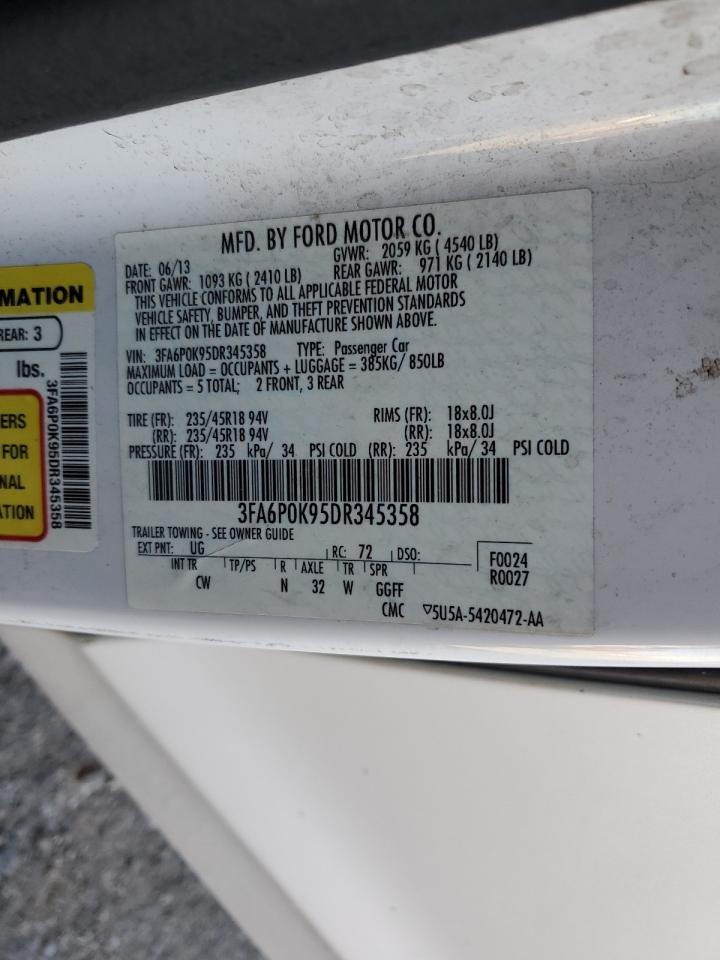 MATION
REAR: 3
lbs.
ERS
FOR
NAL
ATION
3FA6P0K95DR345358
MFD. BY FORD MOTOR CO.
DATE: 06/13 GVWR: 2059 KG ( 4540 LB)
FRONT GAWR: 1093 KG ( 2410 LB) REAR GAWR: 971 KG ( 2140 LB)
THIS VEHICLE CONFORMS TO ALL APPLICABLE FEDERAL MOTOR
VEHICLE SAFETY, BUMPER, AND THEFT PREVENTION STANDARDS
IN EFFECT ON THE DATE OF MANUFACTURE SHOWN ABOVE.
VIN: 3FA6P0K95DR345358 TYPE: Passenger Car
MAXIMUM LOAD = OCCUPANTS + LUGGAGE = 385KG/ 850LB
OCCUPANTS = 5 TOTAL; 2 FRONT, 3 REAR
TIRE (FR): 235/45R18 94V RIMS (FR): 18x8.0J
(RR): 235/45R18 94V (RR): 18x8.0J
PRESSURE (FR): 235 kPa/ 34 PSI COLD (RR): 235 kPa/ 34 PSI COLD
3FA6P0K95DR345358
TRAILER TOWING - SEE OWNER GUIDE
EXT PNT: UG RC: 72 DSO: F0024
INT TR TP/PS R AXLE TR SPR R0027
CW N 32 W GGFF
CMC ▽5U5A-5420472-AA